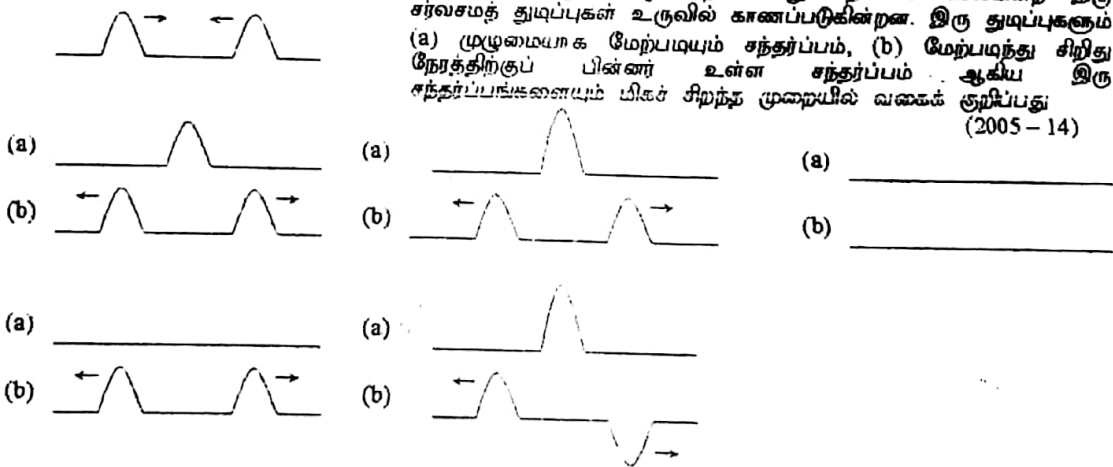 சர்வசமத் துடிப்புகள் உருவில் காணப்படுகின்றன. இரு துடிப்புகளும்
(a) முழுமையாக மேற்படியும் சந்தர்ப்பம், (b) மேற்படிந்து சிறிது
நேரத்திற்குப் பின்னர் உள்ள சந்தர்ப்பம் ஆகிய இரு
சந்தர்ப்பங்களையும் மிகச் சிறந்த முறையில் வகைக் குறிப்பது
(2005 – 14)
(a) (a) (a)
(b) (b) (b)
(a) (a)
(b) (b)